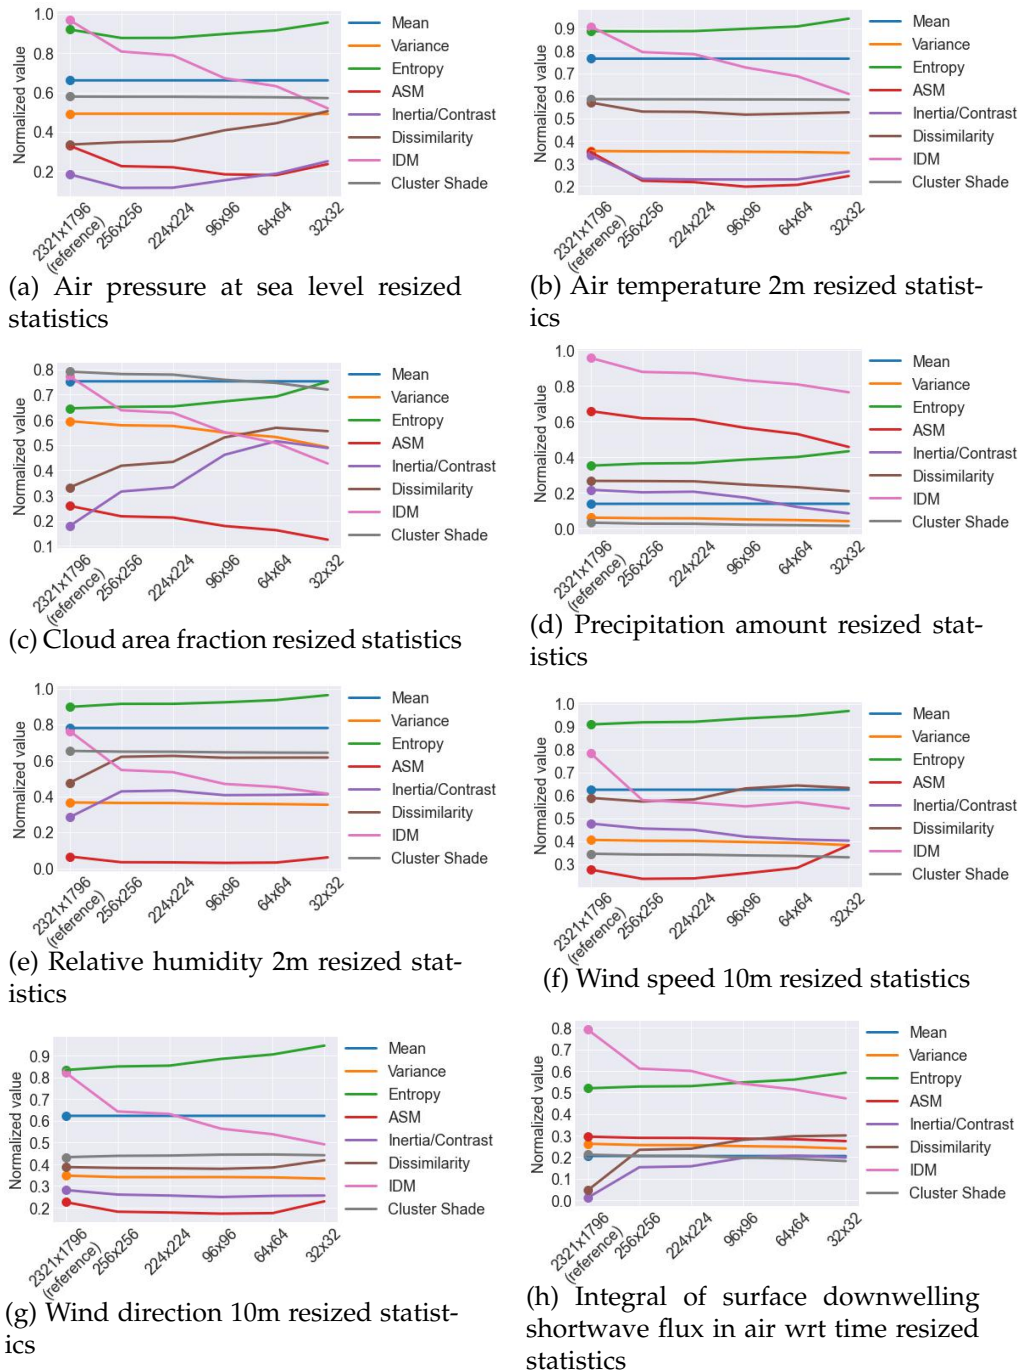 1.0
0.8
0.6
0.4
0.2
Normalized value
2321x1796
(reference)
256x256
224x224
96x96
64x64
32x32
Mean
Variance
Entropy
ASM
Inertia/Contrast
Dissimilarity
IDM
Cluster Shade
(a) Air pressure at sea level resized
statistics
0.9
0.8
0.7
0.6
0.5
0.4
0.3
0.2
Normalized value
2321x1796
(reference)
256x256
224x224
96x96
64x64
32x32
Mean
Variance
Entropy
ASM
Inertia/Contrast
Dissimilarity
IDM
Cluster Shade
(b) Air temperature 2m resized statist-
ics
0.8
0.7
0.6
0.5
0.4
0.3
0.2
0.1
Normalized value
2321x1796
(reference)
256x256
224x224
96x96
64x64
32x32
Mean
Variance
Entropy
ASM
Inertia/Contrast
Dissimilarity
IDM
Cluster Shade
(c) Cloud area fraction resized statistics
1.0
0.8
0.6
0.4
0.2
0.0
Normalized value
2321x1796
(reference)
256x256
224x224
96x96
64x64
32x32
Mean
Variance
Entropy
ASM
Inertia/Contrast
Dissimilarity
IDM
Cluster Shade
(d) Precipitation amount resized stat-
istics
1.0
0.8
0.6
0.4
0.2
0.0
Normalized value
2321x1796
(reference)
256x256
224x224
96x96
64x64
32x32
Mean
Variance
Entropy
ASM
Inertia/Contrast
Dissimilarity
IDM
Cluster Shade
(e) Relative humidity 2m resized stat-
istics
1.0
0.9
0.8
0.7
0.6
0.5
0.4
0.3
Normalized value
2321x1796
(reference)
256x256
224x224
96x96
64x64
32x32
Mean
Variance
Entropy
ASM
Inertia/Contrast
Dissimilarity
IDM
Cluster Shade
(f) Wind speed 10m resized statistics
0.9
0.8
0.7
0.6
0.5
0.4
0.3
0.2
Normalized value
2321x1796
(reference)
256x256
224x224
96x96
64x64
32x32
Mean
Variance
Entropy
ASM
Inertia/Contrast
Dissimilarity
IDM
Cluster Shade
(g) Wind direction 10m resized statist-
ics
0.8
0.7
0.6
0.5
0.4
0.3
0.2
0.1
0.0
Normalized value
2321x1796
(reference)
256x256
224x224
96x96
64x64
32x32
Mean
Variance
Entropy
ASM
Inertia/Contrast
Dissimilarity
IDM
Cluster Shade
(h) Integral of surface downwelling
shortwave flux in air wrt time resized
statistics